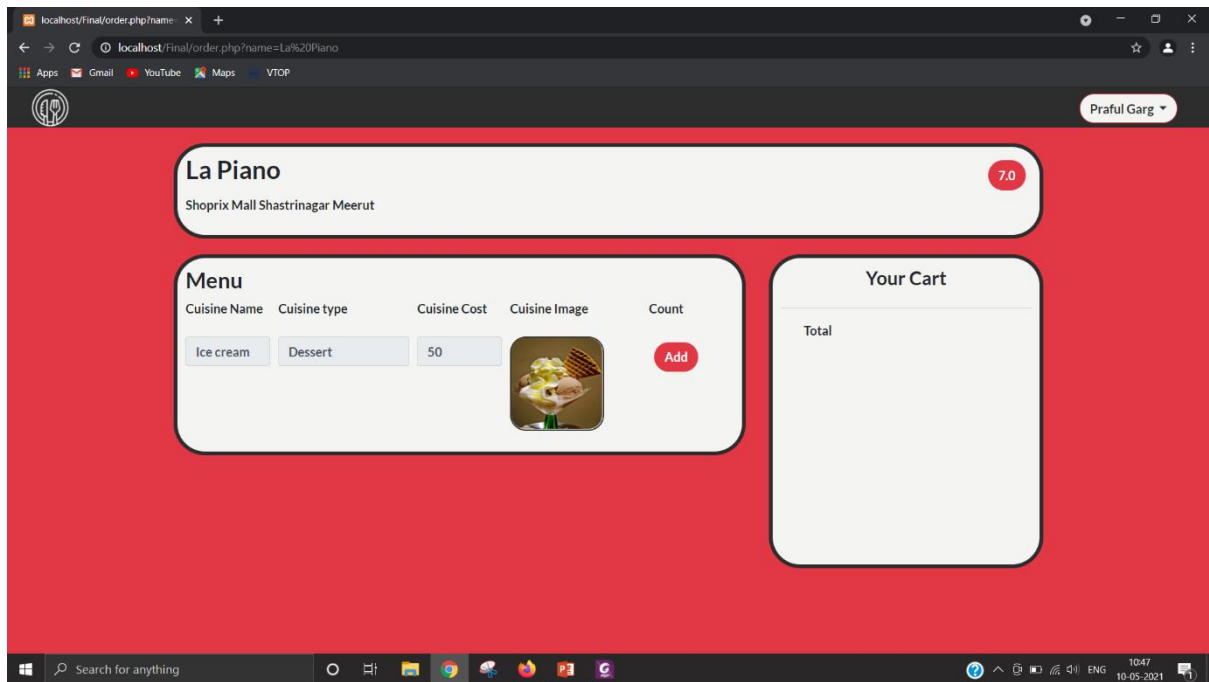 localhost/Final/order.php?name=
localhost/Final/order.php?name=La%20Piano
Apps Gmail YouTube Maps VTOP
Praful Garg
La Piano
7.0
Shoprix Mall Shastrinagar Meerut
Menu
Cuisine Name Cuisine type Cuisine Cost Cuisine Image Count
Ice cream Dessert 50 Add
Your Cart
Total
Search for anything
ENG
10:47
10-05-2021